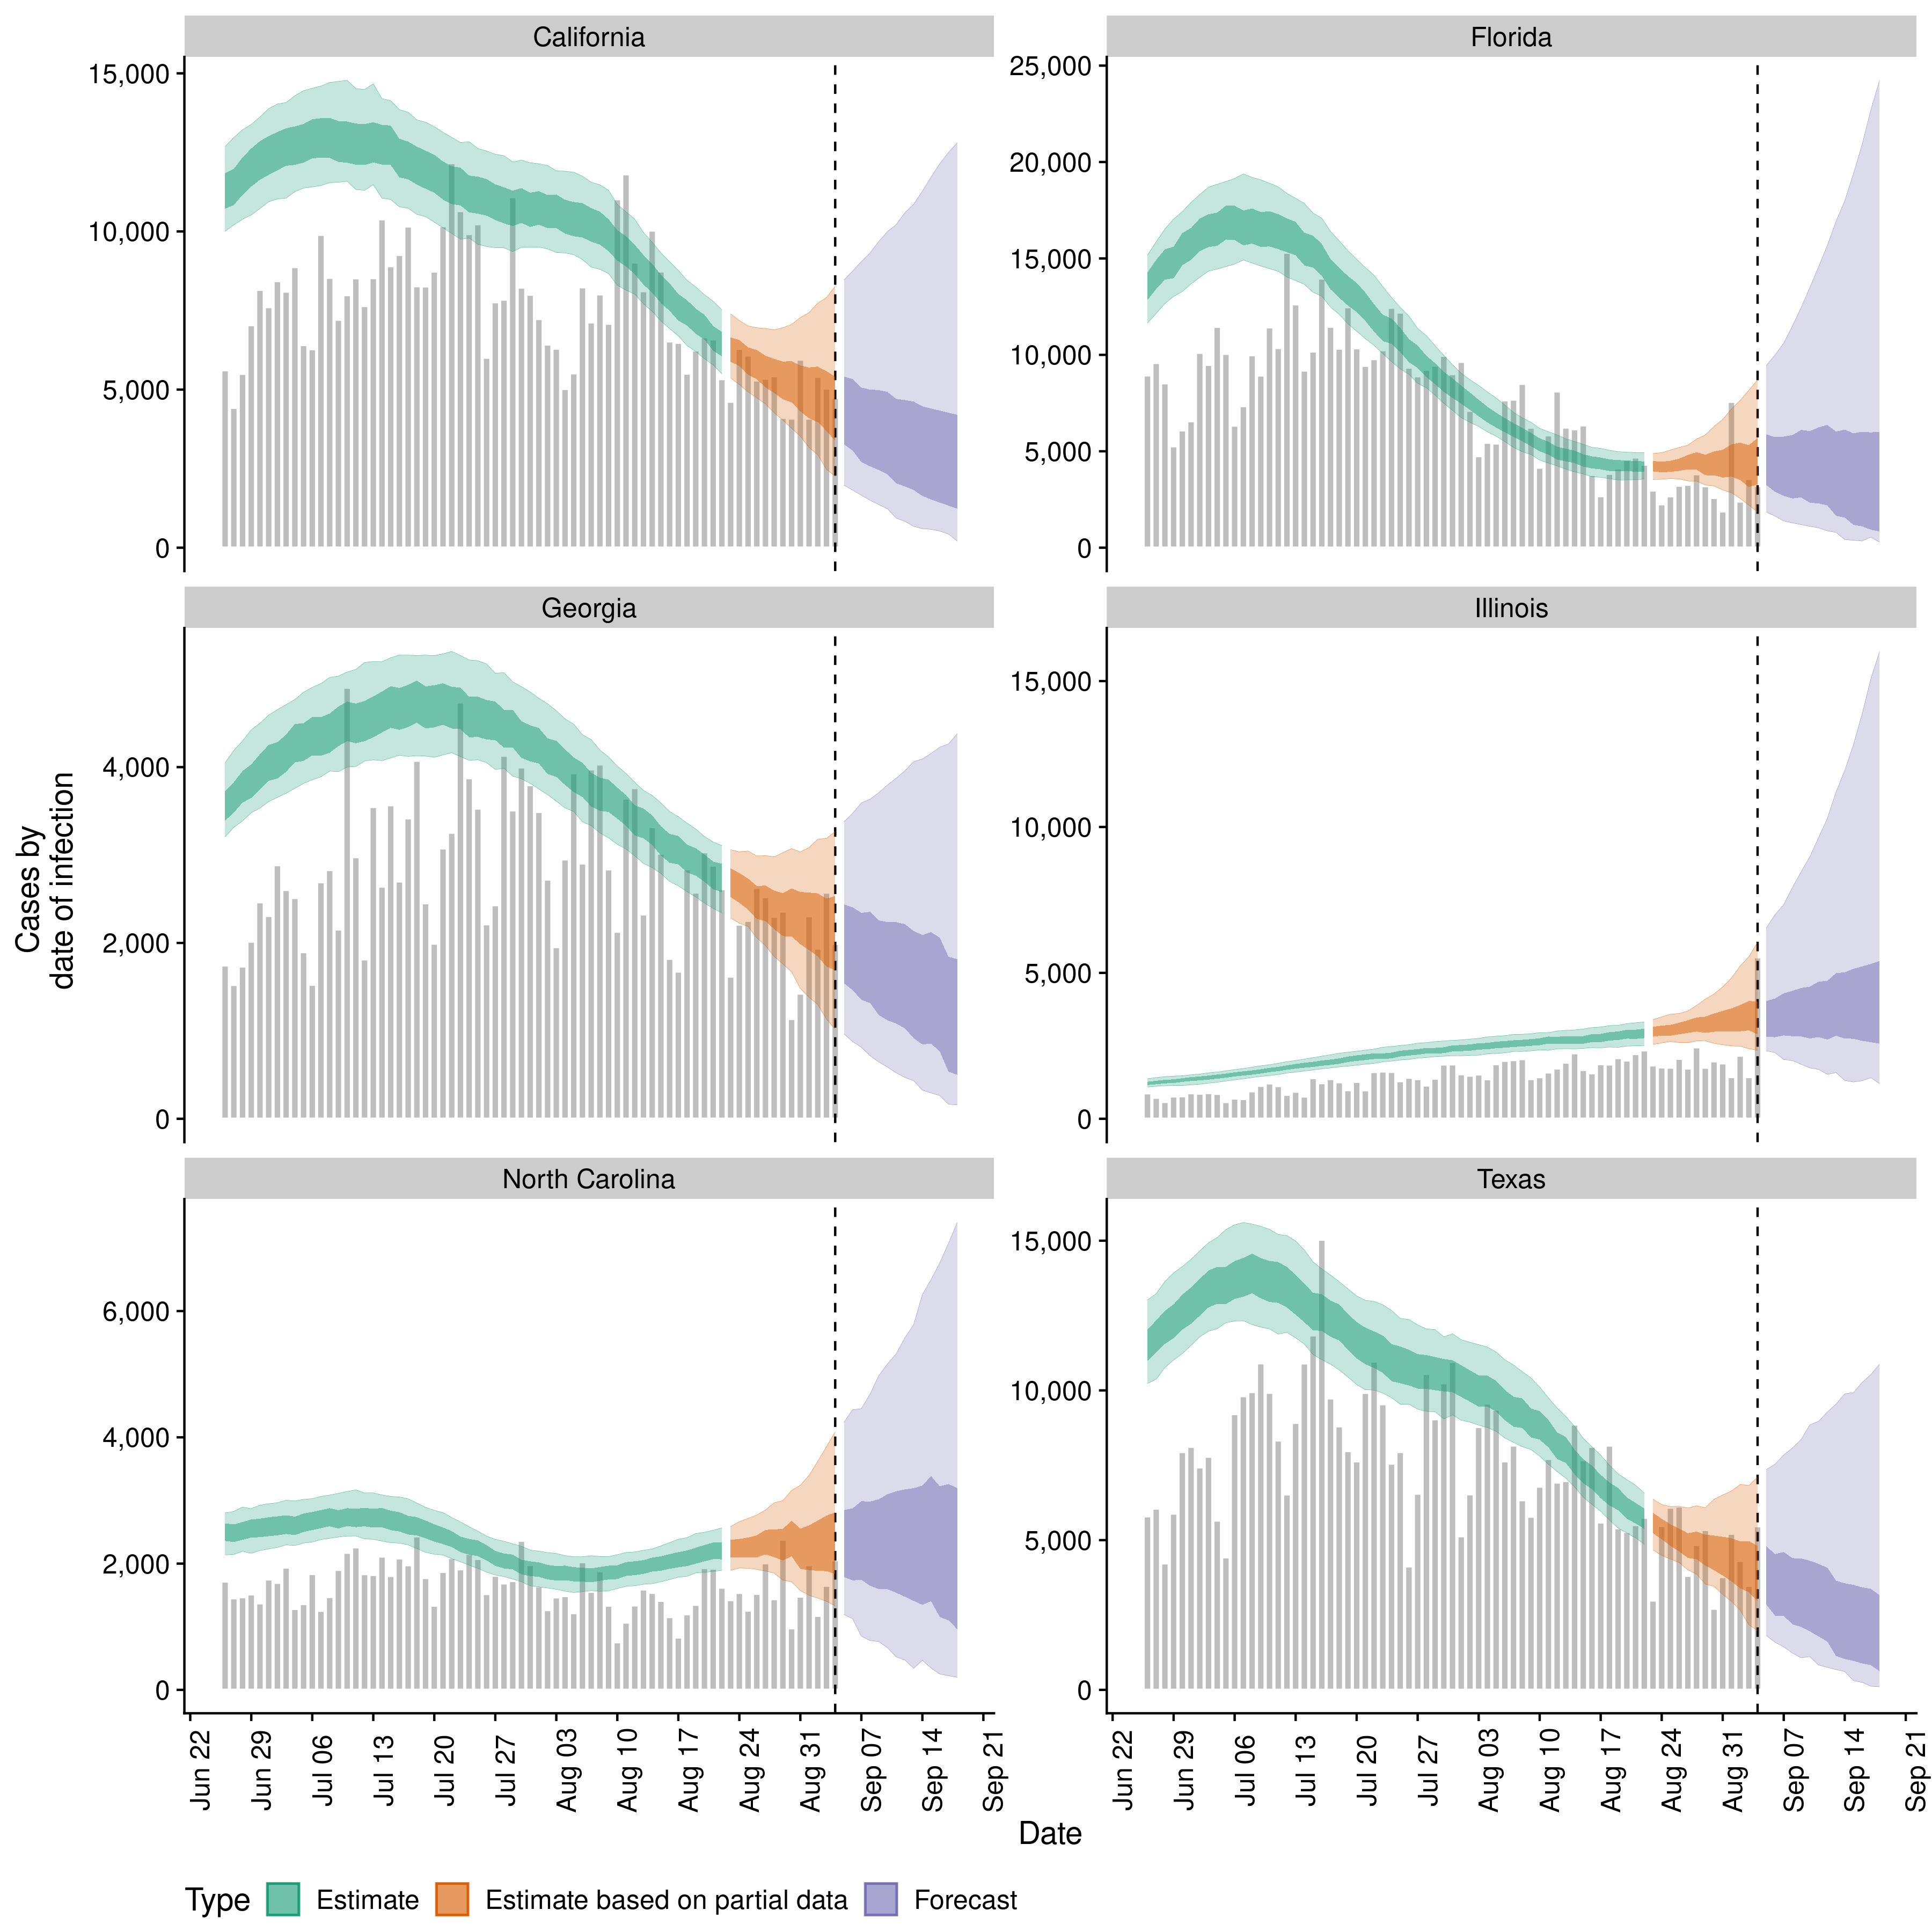 California
Florida
15,000
10,000
5,000
0
25,000
20,000
15,000
10,000
5,000
0
Georgia
Illinois
4,000
2,000
0
15,000
10,000
5,000
0
Cases by
date of infection
North Carolina
Texas
6,000
4,000
2,000
0
15,000
10,000
5,000
0
Jun 22
Jun 29
Jul 06
Jul 13
Jul 20
Jul 27
Aug 03
Aug 10
Aug 17
Aug 24
Aug 31
Sep 07
Sep 14
Sep 21
Jun 22
Jun 29
Jul 06
Jul 13
Jul 20
Jul 27
Aug 03
Aug 10
Aug 17
Aug 24
Aug 31
Sep 07
Sep 14
Sep 21
Date
Type Estimate Estimate based on partial data Forecast